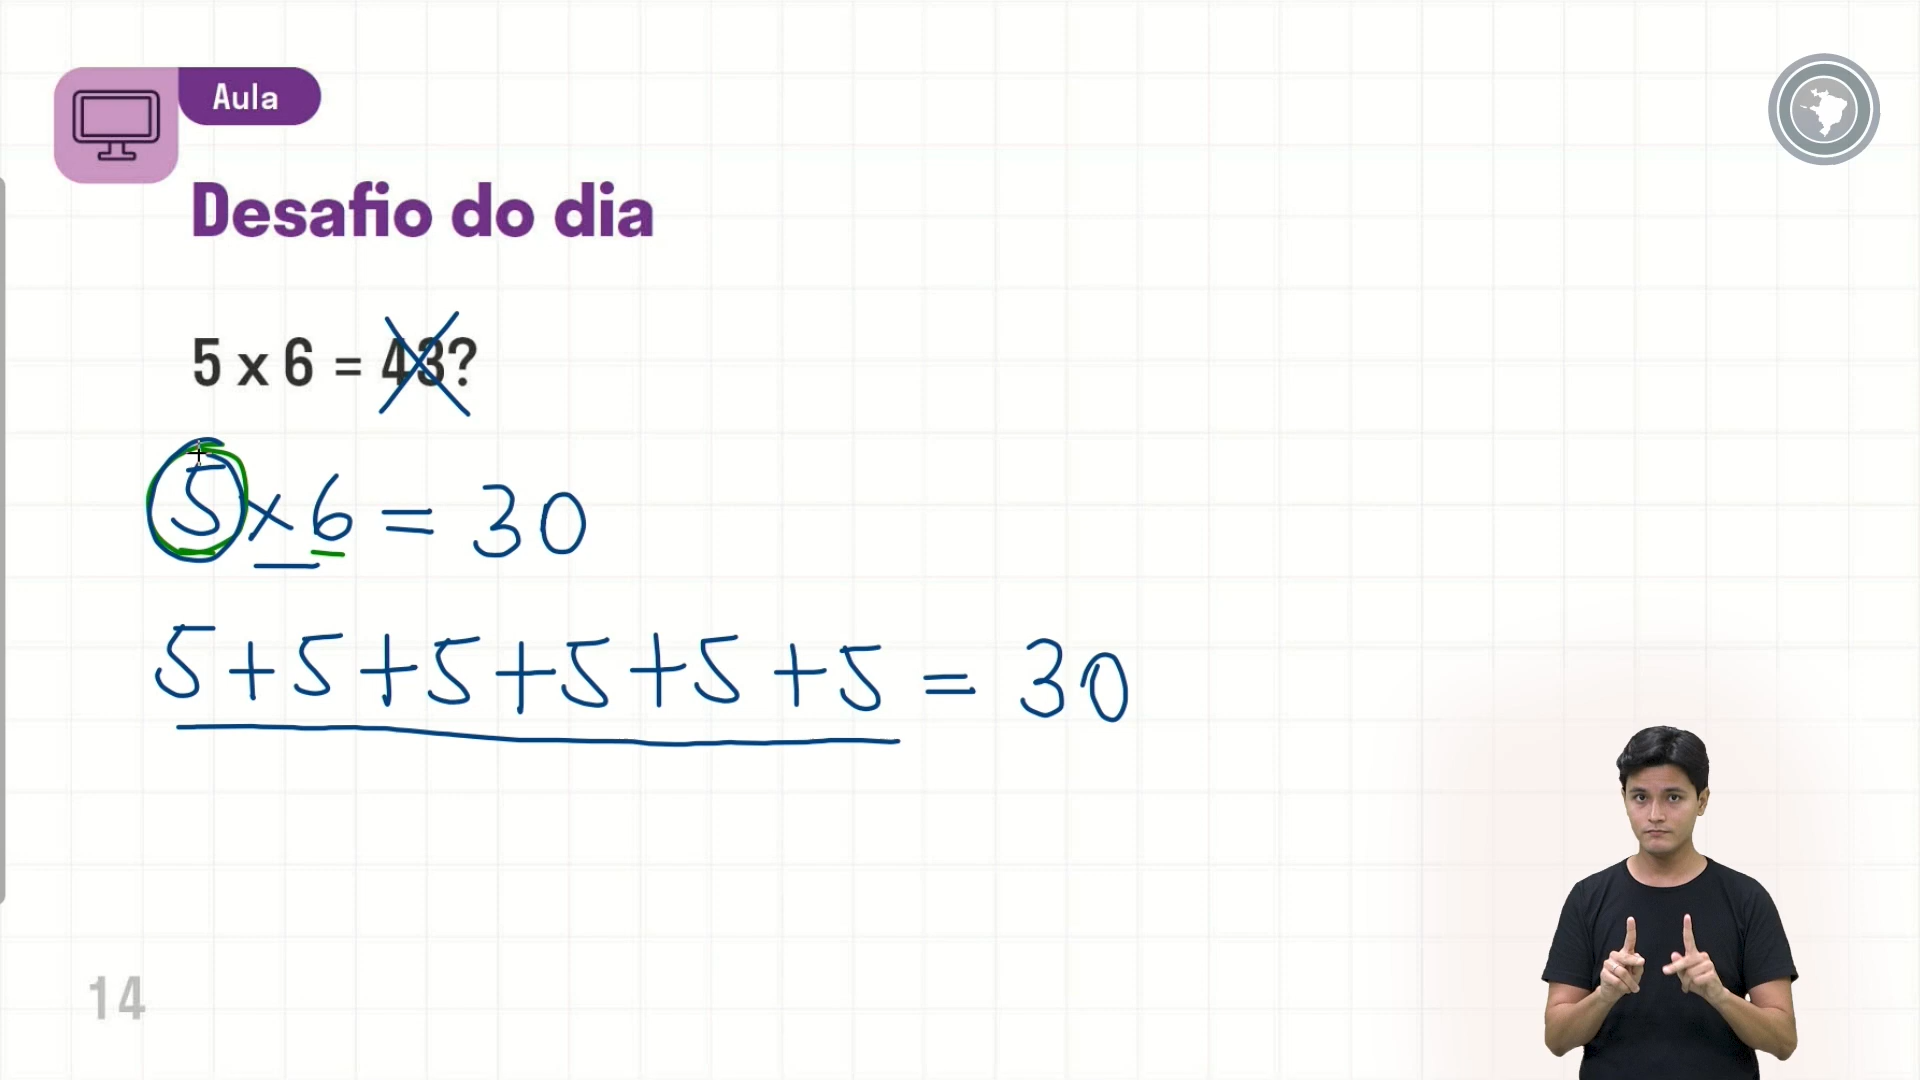 Aula
Desafio do dia
5 x 6 = 43?
5 x 6 = 30
5 + 5 + 5 + 5 + 5 + 5 = 30
14